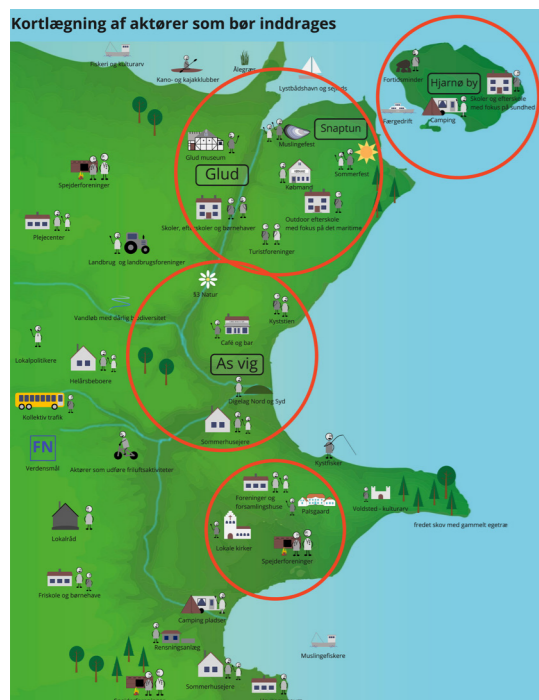 Kortlægning af aktører som bør inddrages
Fiskeri og kulturarv
Kano- og kajakklubber
Ålegræs
Lystbådshavn og sejlads
Fortidsminder
Hjarnø by
Skoler og efterskole
med fokus på sundhed
Færgedrift
Camping
Muslingefest
Snaptun
Glud museum
Glud
Købmand
Sommerfest
Spejderforeninger
Skoler, efterskoler og børnehaver
Outdoor efterskole
med fokus på det maritime
Plejecenter
Turistforeninger
Landbrug og landbrugsforeninger
§3 Natur
Vandløb med dårlig biodiversitet
Kyststien
Lokalpolitikere
Café og bar
As vig
Helårsbeboere
Digelag Nord og Syd
Kollektiv trafik
Sommerhusejere
FN
Verdensmål
Aktører som udføre friluftsaktiviteter
Kystfisker
Foreninger og
forsamlingshuse
Palsgaard
Voldsted - kulturarv
fredet skov med gammelt egetræ
Lokalråd
Lokale kirker
Spejderforeninger
Friskole og børnehave
Camping pladser
Rensningsanlæg
Muslingefiskere
Sommerhusejere